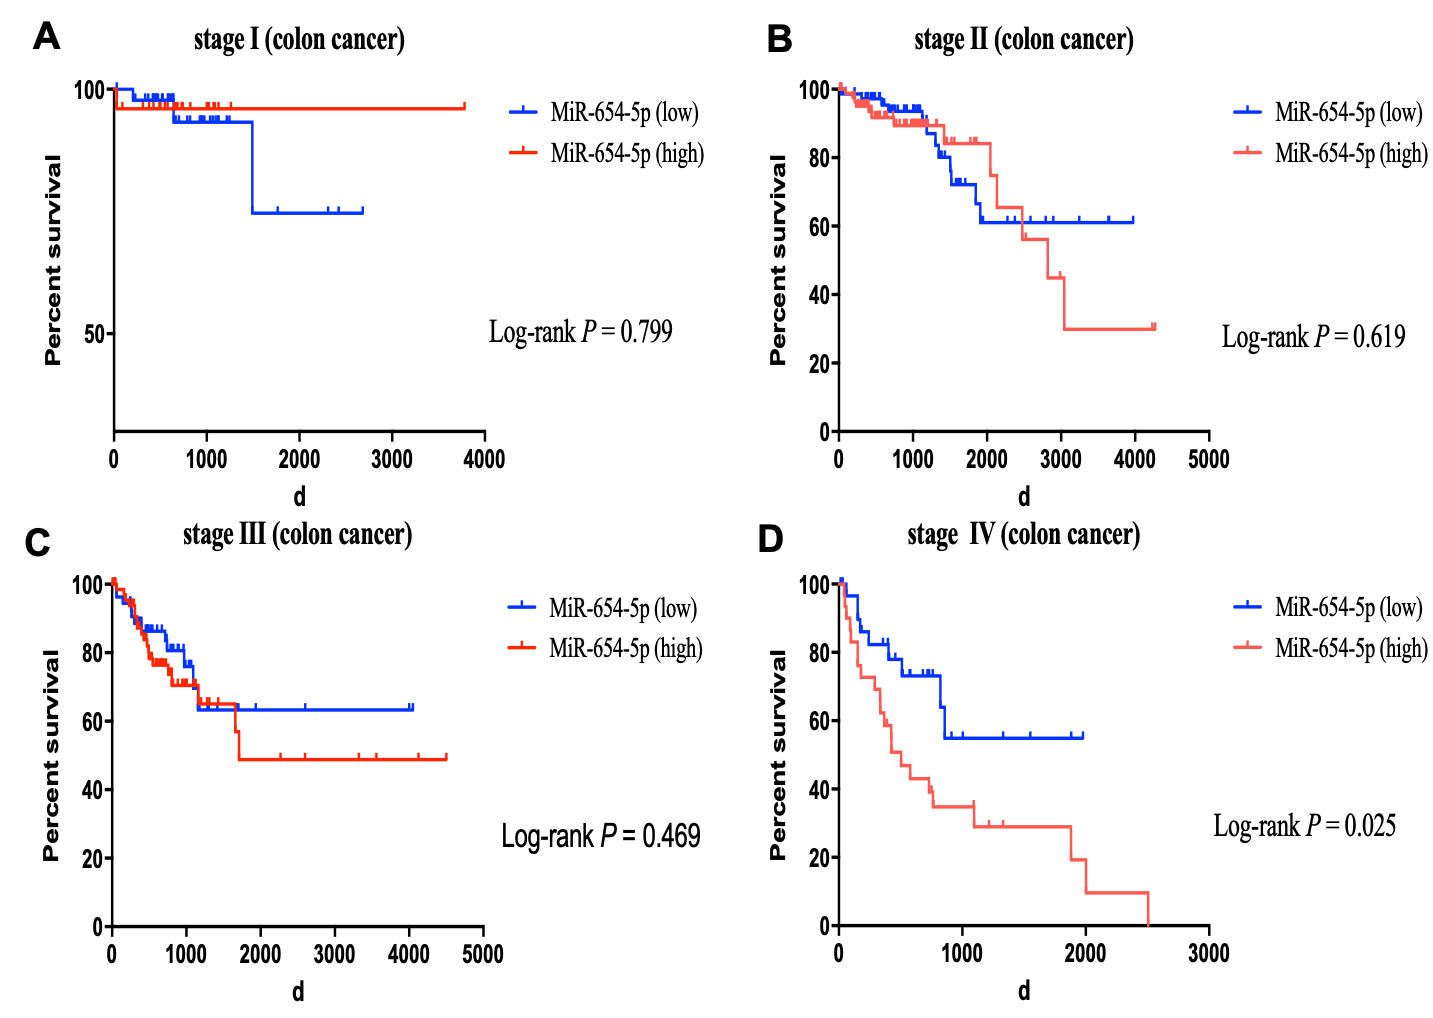 A
stage I (colon cancer)
100
50
Percent survival
0 1000 2000 3000 4000
d
MiR-654-5p (low)
MiR-654-5p (high)
Log-rank P = 0.799
B
stage II (colon cancer)
100
80
60
40
20
0
Percent survival
0 1000 2000 3000 4000 5000
d
MiR-654-5p (low)
MiR-654-5p (high)
Log-rank P = 0.619
C
stage III (colon cancer)
100
80
60
40
20
0
Percent survival
0 1000 2000 3000 4000 5000
d
MiR-654-5p (low)
MiR-654-5p (high)
Log-rank P = 0.469
D
stage IV (colon cancer)
100
80
60
40
20
0
Percent survival
0 1000 2000 3000
d
MiR-654-5p (low)
MiR-654-5p (high)
Log-rank P = 0.025